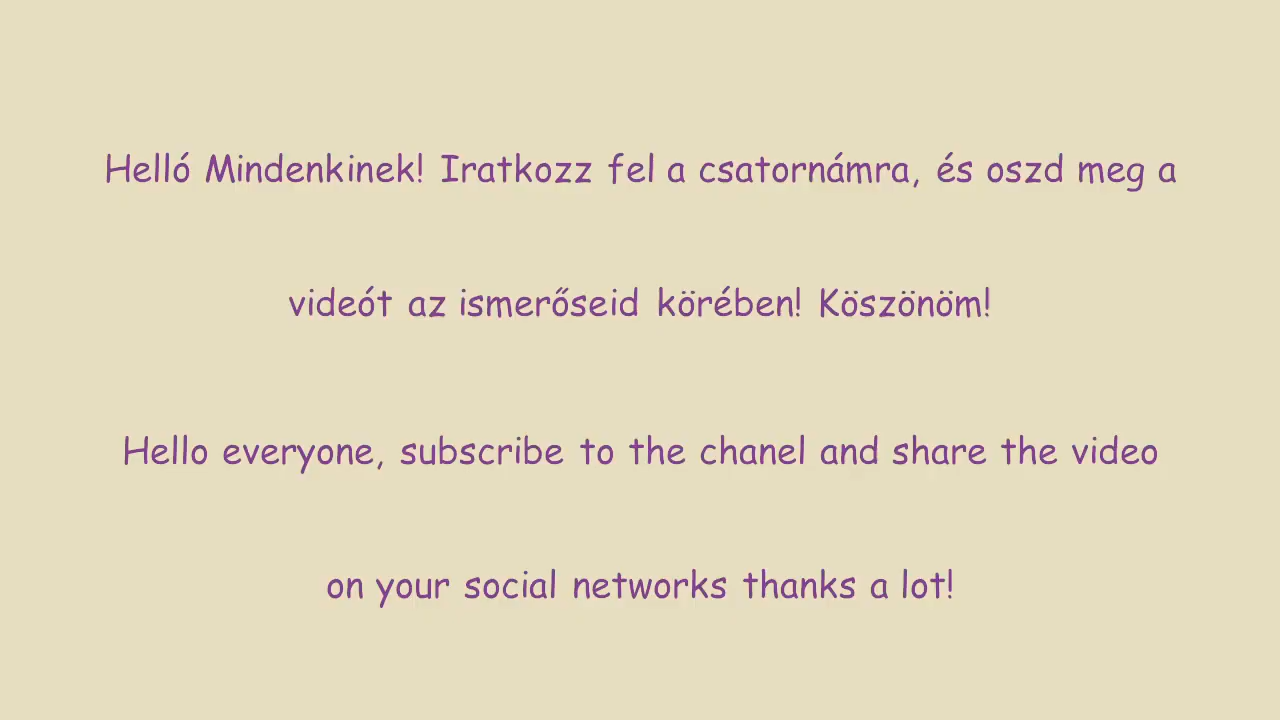 Helló Mindenkinek! Iratkozz fel a csatornámra, és oszd meg a
videót az ismerőseid körében! Köszönöm!
Hello everyone, subscribe to the chanel and share the video
on your social networks thanks a lot!